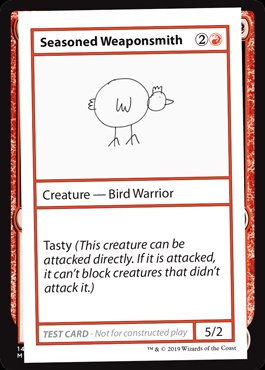 Seasoned Weaponsmith 2
Creature — Bird Warrior
Tasty (This creature can be
attacked directly. If it is attacked,
it can't block creatures that didn't
attack it.)
TEST CARD - Not for constructed play 5/2
™ & © 2019 Wizards of the Coast